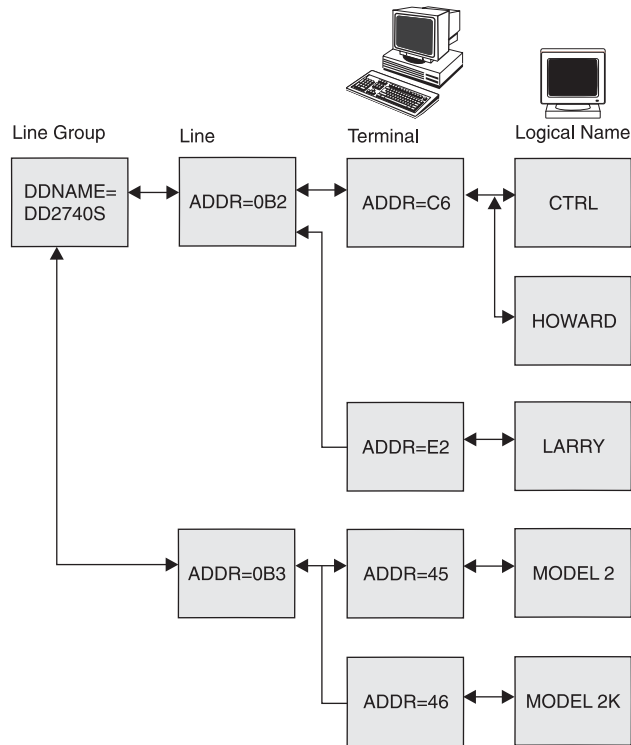 Line Group
Line
Terminal
Logical Name
DDNAME=
DD2740S
ADDR=0B2
ADDR=C6
CTRL
HOWARD
ADDR=E2
LARRY
ADDR=0B3
ADDR=45
MODEL 2
ADDR=46
MODEL 2K